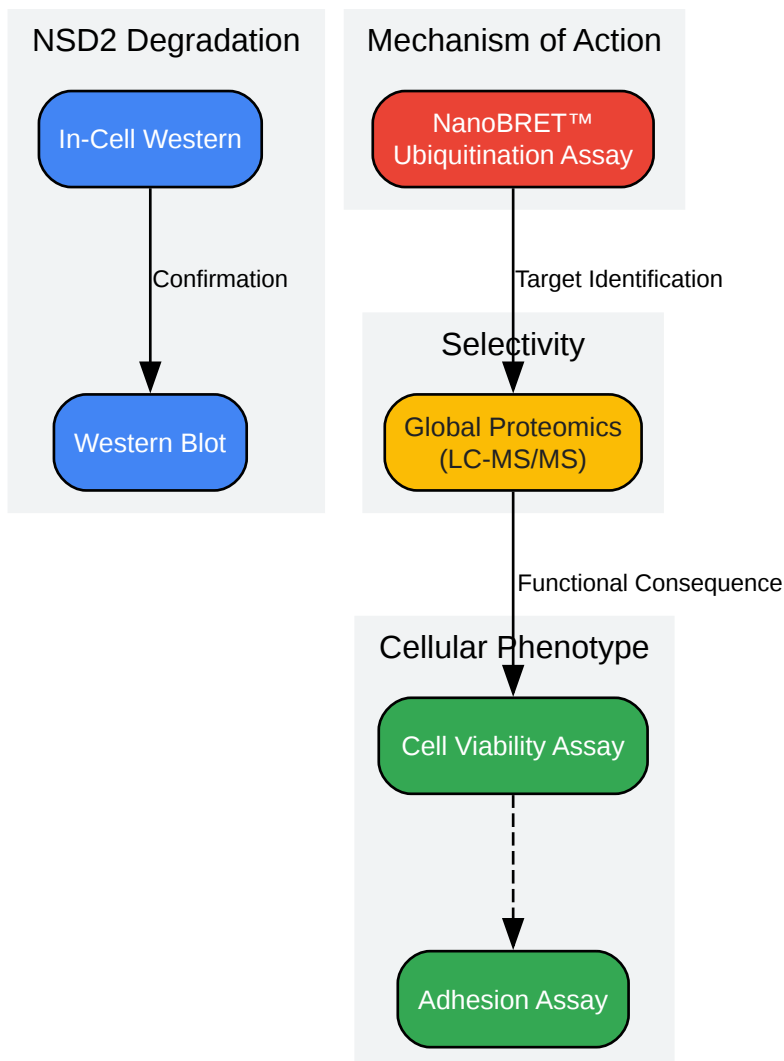 NSD2 Degradation
In-Cell Western
Confirmation
Western Blot
Mechanism of Action
NanoBRET™
Ubiquitination Assay
Target Identification
Selectivity
Global Proteomics
(LC-MS/MS)
Functional Consequence
Cellular Phenotype
Cell Viability Assay
Adhesion Assay